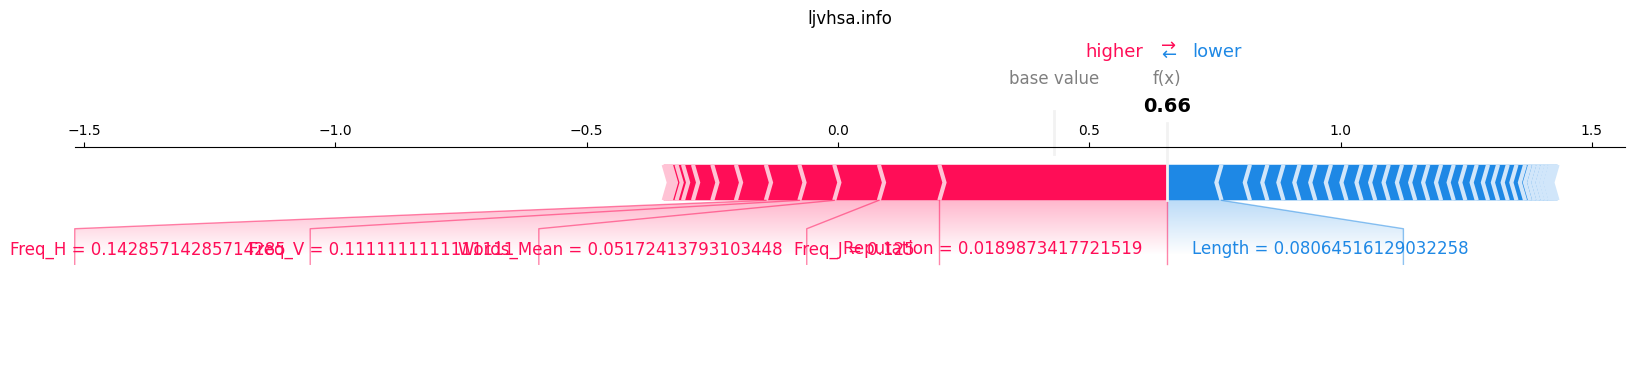 ljvhsa.info
higher → ← lower
base value f(x)
0.66
−1.5 −1.0 −0.5 0.0 0.5 1.0 1.5
Freq_H = 0.14285714285714285 Freq_V = 0.1111111111111111 Words_Mean = 0.05172413793103448 Freq_J = 0.125 Reputation = 0.0189873417721519 Length = 0.08064516129032258